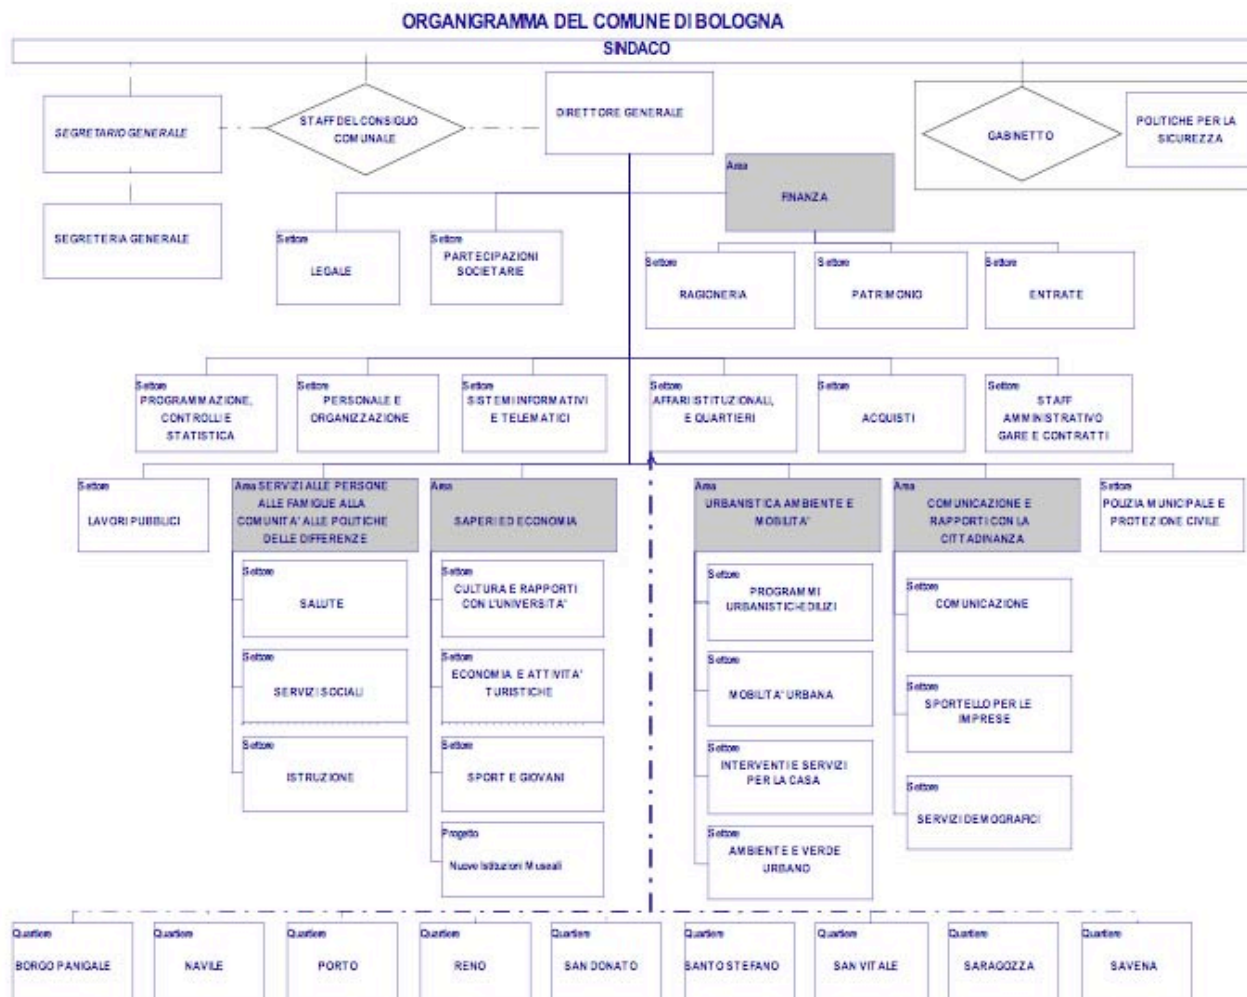 ORGANIGRAMMA DEL COMUNE DI BOLOGNA
SINDACO
SEGRETARIO GENERALE
STAFF DEL CONSIGLIO
COMUNALE
DIRETTORE GENERALE
GABINETTO
POLITICHE PER LA
SICUREZZA
SEGRETERIA GENERALE
Area
FINANZA
Settore
LEGALE
Settore
PARTECIPAZIONI
SOCIETARIE
Settore
RAGIONERIA
Settore
PATRIMONIO
Settore
ENTRATE
Settore
PROGRAMMAZIONE,
CONTROLLI E
STATISTICA
Settore
PERSONALE E
ORGANIZZAZIONE
Settore
SISTEMI INFORMATIVI
E TELEMATICI
Settore
AFFARI ISTITUZIONALI,
E QUARTIERI
Settore
ACQUISTI
Settore
STAFF
AMMINISTRATIVO
GARE E CONTRATTI
Settore
LAVORI PUBBLICI
Area SERVIZI ALLE PERSONE
ALLE FAMIGLIE ALLA
COMUNITA' ALLE POLITICHE
DELLE DIFFERENZE
Area
SAPERI ED ECONOMIA
Area
URBANISTICA AMBIENTE E
MOBILITA'
Area
COMUNICAZIONE E
RAPPORTI CON LA
CITTADINANZA
Settore
POLIZIA MUNICIPALE E
PROTEZIONE CIVILE
Settore
SALUTE
Settore
SERVIZI SOCIALI
Settore
ISTRUZIONE
Settore
CULTURA E RAPPORTI
CON L'UNIVERSITA'
Settore
ECONOMIA E ATTIVITA'
TURISTICHE
Settore
SPORT E GIOVANI
Progetto
Nuove Istituzioni Museali
Settore
PROGRAMMI
URBANISTICI-EDILIZI
Settore
MOBILITA' URBANA
Settore
INTERVENTI E SERVIZI
PER LA CASA
Settore
AMBIENTE E VERDE
URBANO
Settore
COMUNICAZIONE
Settore
SPORTELLO PER LE
IMPRESE
Settore
SERVIZI DEMOGRAFICI
Quartiere
BORGO PANIGALE
Quartiere
NAVILE
Quartiere
PORTO
Quartiere
RENO
Quartiere
SAN DONATO
Quartiere
SANTO STEFANO
Quartiere
SAN VITALE
Quartiere
SARAGOZZA
Quartiere
SAVENA